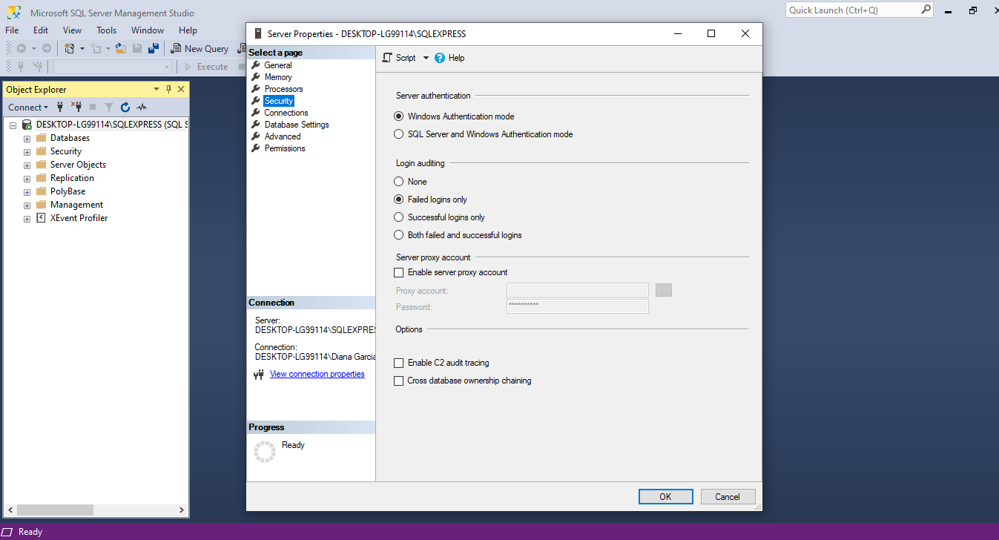 Microsoft SQL Server Management Studio
Quick Launch (Ctrl+Q)
File Edit View Tools Window Help
New Query
Execute
Object Explorer
Connect
DESKTOP-LG99114\SQLEXPRESS (SQL S
Databases
Security
Server Objects
Replication
PolyBase
Management
XEvent Profiler
Server Properties - DESKTOP-LG99114\SQLEXPRESS
Select a page
General
Memory
Processors
Security
Connections
Database Settings
Advanced
Permissions
Connection
Server:
DESKTOP-LG99114\SQLEXPRES
Connection:
DESKTOP-LG99114\Diana Garcia
View connection properties
Progress
Ready
Script Help
Server authentication
Windows Authentication mode
SQL Server and Windows Authentication mode
Login auditing
None
Failed logins only
Successful logins only
Both failed and successful logins
Server proxy account
Enable server proxy account
Proxy account:
...
Password: **********
Options
Enable C2 audit tracing
Cross database ownership chaining
OK Cancel
Ready